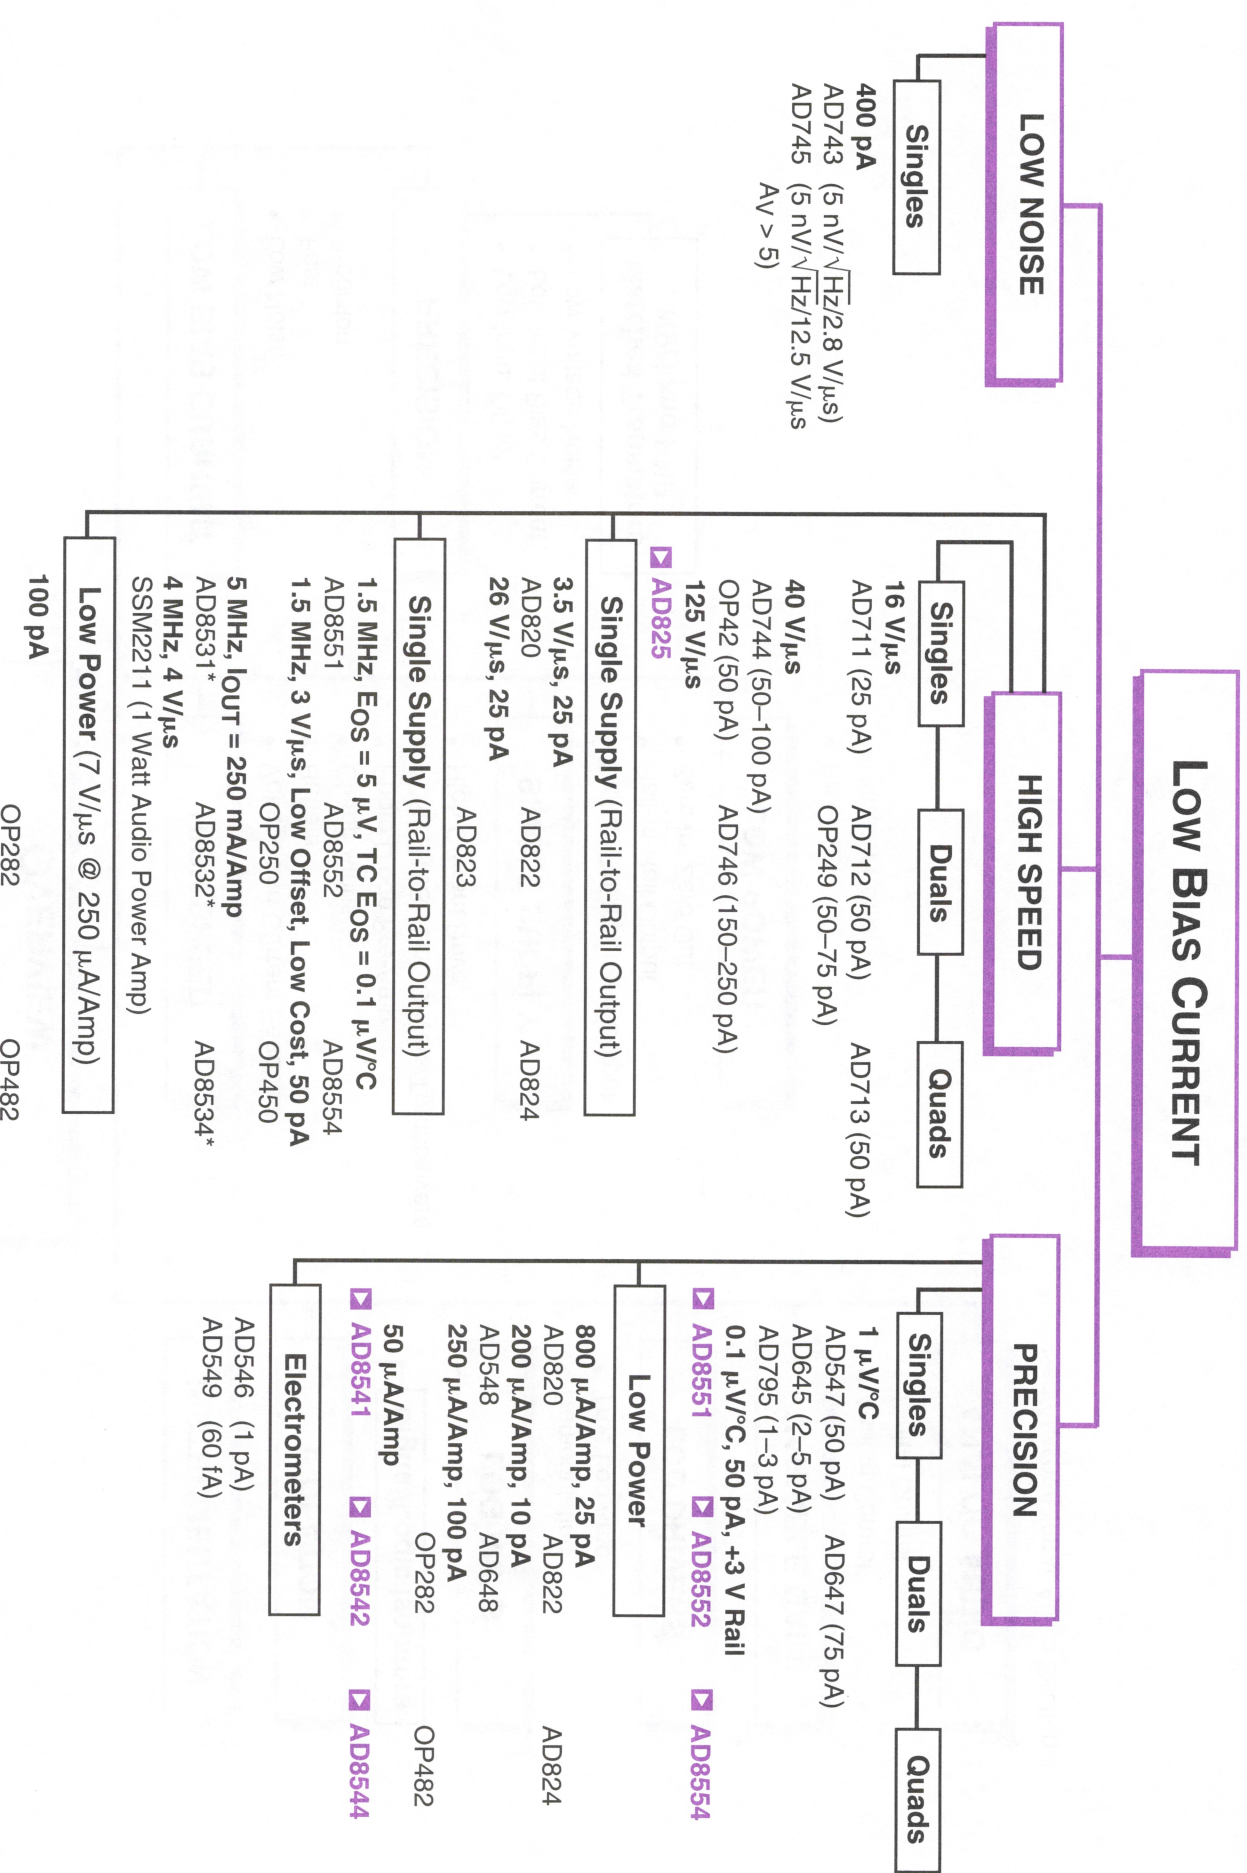 LOW BIAS CURRENT
LOW NOISE
Singles
400 pA
AD743 (5 nV/√Hz/2.8 V/μs)
AD745 (5 nV/√Hz/12.5 V/μs
AV > 5)
HIGH SPEED
Singles Duals Quads
16 V/μs
AD711 (25 pA) AD712 (50 pA) AD713 (50 pA)
OP249 (50–75 pA)
40 V/μs
AD744 (50–100 pA)
OP42 (50 pA) AD746 (150–250 pA)
125 V/μs
AD825
Single Supply (Rail-to-Rail Output)
3.5 V/μs, 25 pA
AD820 AD822 AD824
26 V/μs, 25 pA
AD823
Single Supply (Rail-to-Rail Output)
1.5 MHz, EOS = 5 μV, TC EOS = 0.1 μV/°C
AD8551 AD8552 AD8554
1.5 MHz, 3 V/μs, Low Offset, Low Cost, 50 pA
OP250 OP450
5 MHz, IOUT = 250 mA/Amp
AD8531* AD8532* AD8534*
4 MHz, 4 V/μs
SSM2211 (1 Watt Audio Power Amp)
Low Power (7 V/μs @ 250 μA/Amp)
100 pA
OP282 OP482
PRECISION
Singles Duals Quads
1 μV/°C
AD547 (50 pA) AD647 (75 pA)
AD645 (2–5 pA)
AD795 (1–3 pA)
0.1 μV/°C, 50 pA, +3 V Rail
AD8551 AD8552 AD8554
Low Power
800 μA/Amp, 25 pA
AD820 AD822 AD824
200 μA/Amp, 10 pA
AD548 AD648
250 μA/Amp, 100 pA
OP282 OP482
50 μA/Amp
AD8541 AD8542 AD8544
Electrometers
AD546 (1 pA)
AD549 (60 fA)